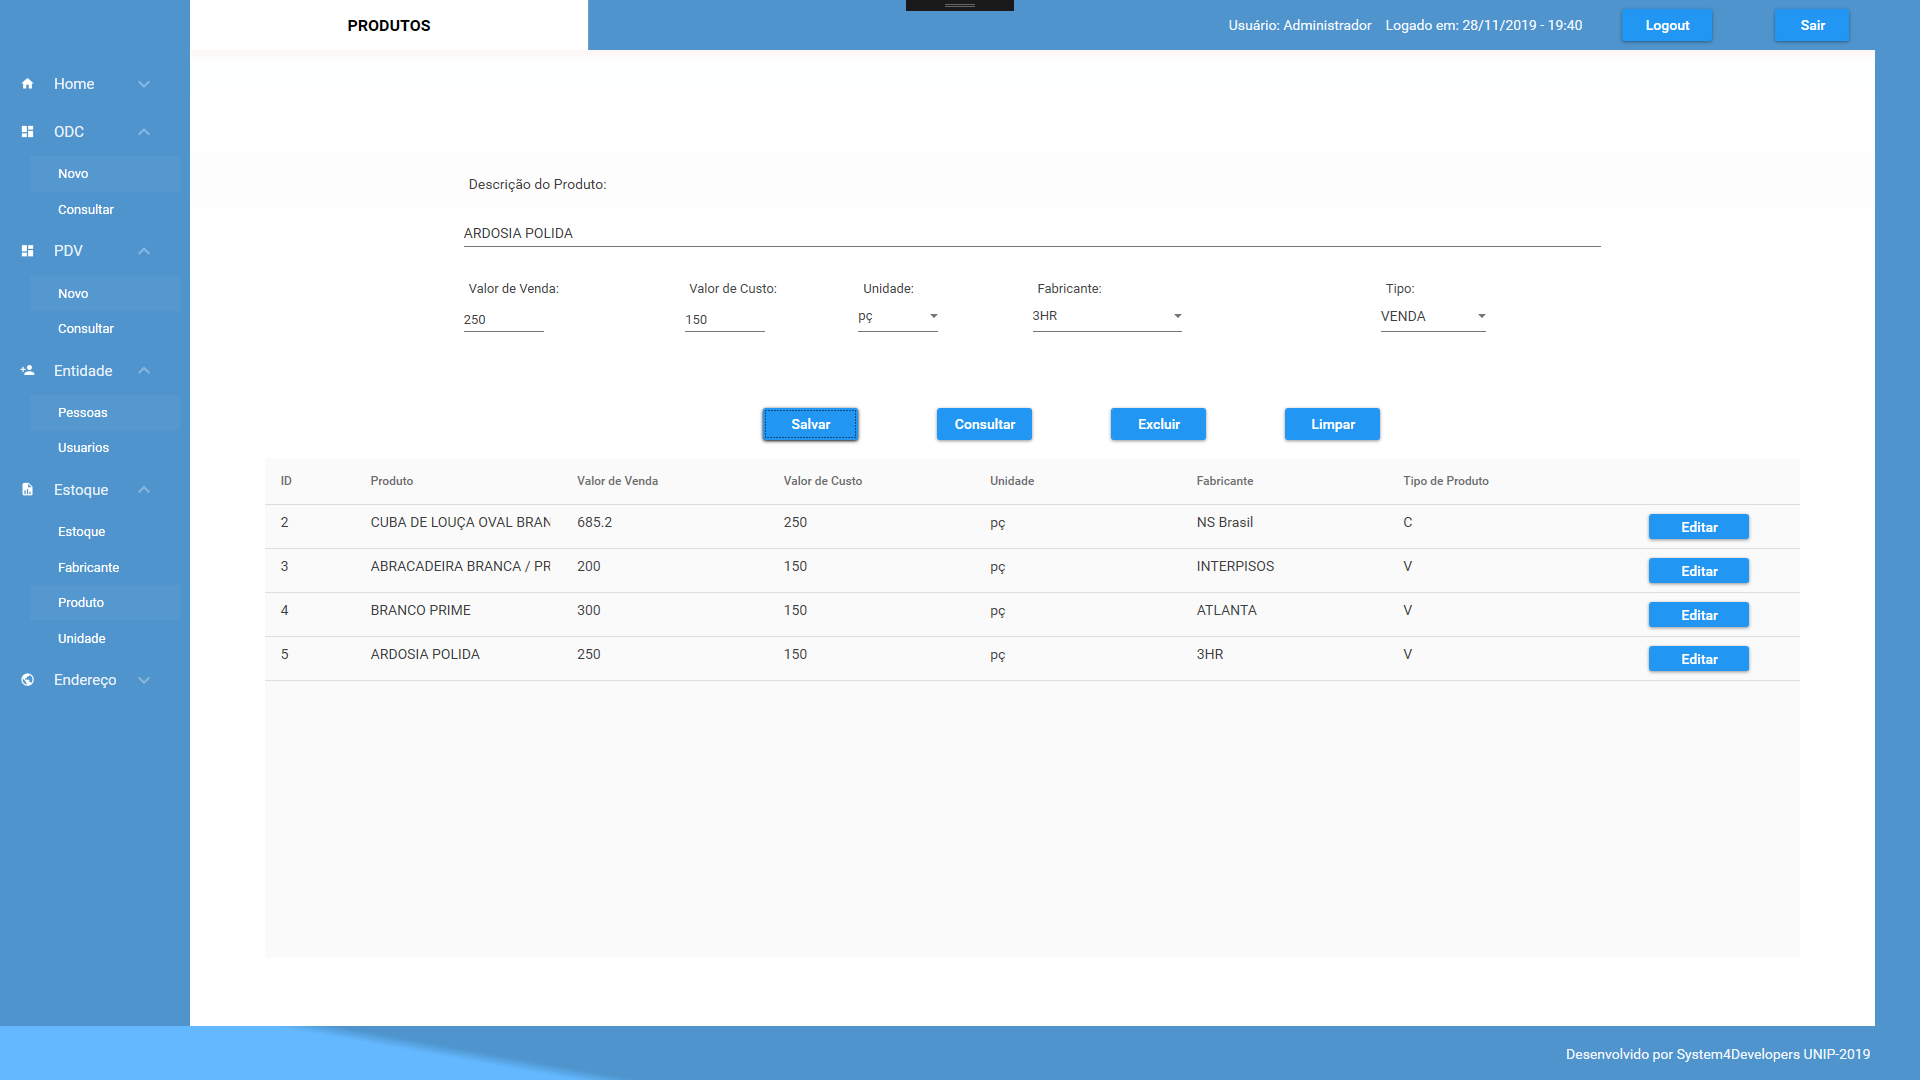 PRODUTOS
Usuário: Administrador Logado em: 28/11/2019 - 19:40 Logout Sair
Home
ODC
Novo
Consultar
PDV
Novo
Consultar
Entidade
Pessoas
Usuarios
Estoque
Estoque
Fabricante
Produto
Unidade
Endereço
Descrição do Produto:
ARDOSIA POLIDA
Valor de Venda: Valor de Custo: Unidade: Fabricante: Tipo:
250 150 pç 3HR VENDA
Salvar Consultar Excluir Limpar
ID Produto Valor de Venda Valor de Custo Unidade Fabricante Tipo de Produto
2 CUBA DE LOUÇA OVAL BRAN 685.2 250 pç NS Brasil C Editar
3 ABRACADEIRA BRANCA / PR 200 150 pç INTERPISOS V Editar
4 BRANCO PRIME 300 150 pç ATLANTA V Editar
5 ARDOSIA POLIDA 250 150 pç 3HR V Editar
Desenvolvido por System4Developers UNIP-2019